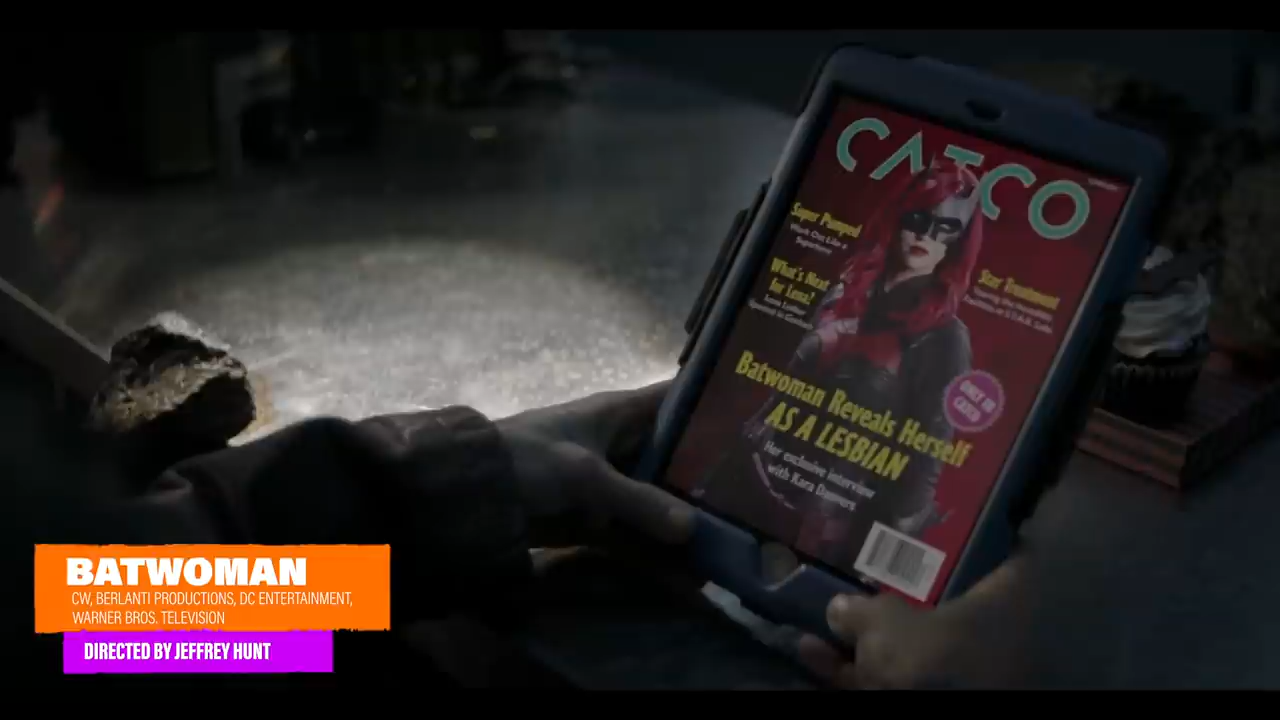 CATCO
Super Pumped
Work Out Like a
Superhero
What's Next
for Lena?
Star Treatment
Batwoman Reveals Herself
AS A LESBIAN
Her exclusive interview
with Kara Danvers
ONLY IN
CATCO
BATWOMAN
CW, BERLANTI PRODUCTIONS, DC ENTERTAINMENT,
WARNER BROS. TELEVISION
DIRECTED BY JEFFREY HUNT